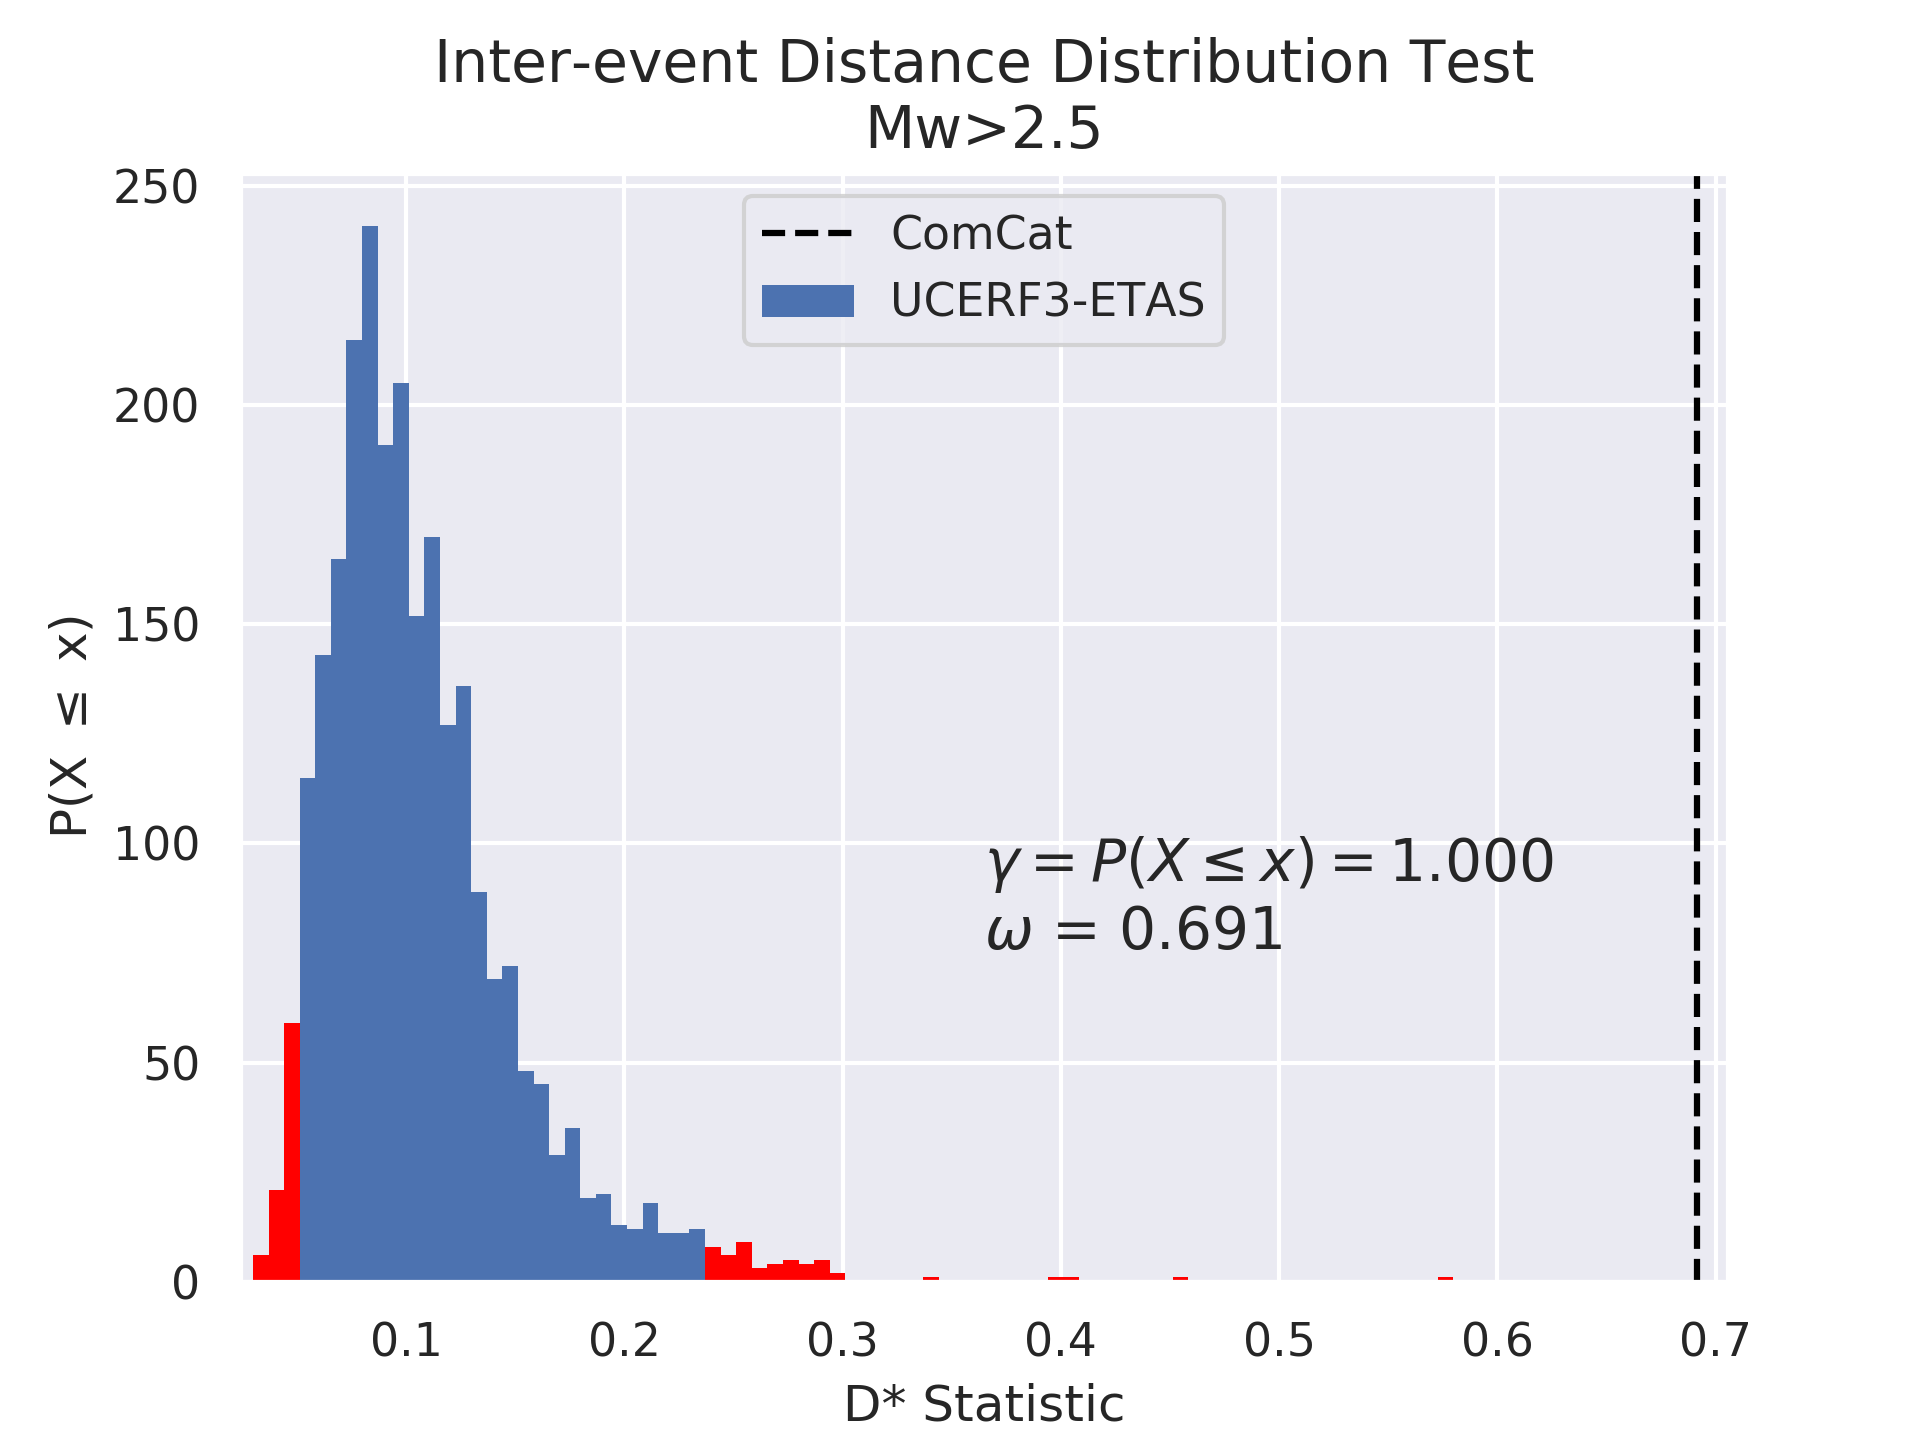 Inter-event Distance Distribution Test
Mw>2.5
250
200
150
100
50
0
P(X ≤ x)
ComCat
UCERF3-ETAS
γ = P(X ≤ x) = 1.000
ω = 0.691
0.1 0.2 0.3 0.4 0.5 0.6 0.7
D* Statistic